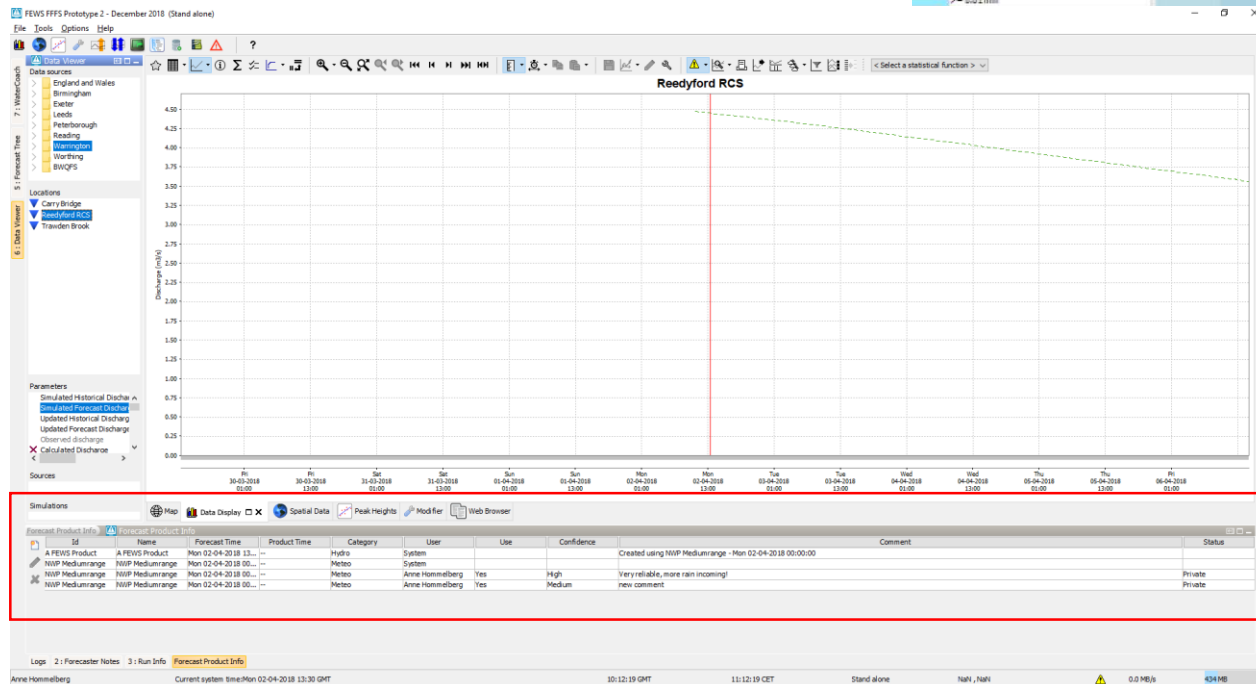 FEWS FFFS Prototype 2 - December 2018 (Stand alone)
File Tools Options Help
7 : WaterCoach
5 : Forecast Tree
6 : Data Viewer
Data Viewer
Data sources
England and Wales
Birmingham
Exeter
Leeds
Peterborough
Reading
Warrington
Worthing
BWQFS
Locations
Carry Bridge
Reedyford RCS
Trawden Brook
Parameters
Simulated Historical Dischar
Simulated Forecast Dischar
Updated Historical Discharg
Updated Forecast Discharge
Observed discharge
Calculated Discharge
Sources
Simulations
< Select a statistical function >
Reedyford RCS
Discharge (m3/s)
4.50
4.25
4.00
3.75
3.50
3.25
3.00
2.75
2.50
2.25
2.00
1.75
1.50
1.25
1.00
0.75
0.50
0.25
0.00
Fri Fri Sat Sat Sun Sun Mon Mon Tue Tue Wed Wed Thu Thu Fri
30-03-2018 30-03-2018 31-03-2018 31-03-2018 01-04-2018 01-04-2018 02-04-2018 02-04-2018 03-04-2018 03-04-2018 04-04-2018 04-04-2018 05-04-2018 05-04-2018 06-04-2018
01:00 13:00 01:00 13:00 01:00 13:00 01:00 13:00 01:00 13:00 01:00 13:00 01:00 13:00 01:00
Map Data Display Spatial Data Peak Heights Modifier Web Browser
Forecast Product Info Forecast Product Info
Id Name Forecast Time Product Time Category User Use Confidence Comment Status
A FEWS Product A FEWS Product Mon 02-04-2018 13... -- Hydro System Created using NWP Mediumrange - Mon 02-04-2018 00:00:00
NWP Mediumrange NWP Mediumrange Mon 02-04-2018 00... -- Meteo System
NWP Mediumrange NWP Mediumrange Mon 02-04-2018 00... -- Meteo Anne Hommelberg Yes High Very reliable, more rain incoming! Private
NWP Mediumrange NWP Mediumrange Mon 02-04-2018 00... -- Meteo Anne Hommelberg Yes Medium new comment Private
Logs 2 : Forecaster Notes 3 : Run Info Forecast Product Info
Anne Hommelberg Current system time:Mon 02-04-2018 13:30 GMT 10:12:19 GMT 11:12:19 CET Stand alone NaN , NaN 0.0 MB/s 434 MB